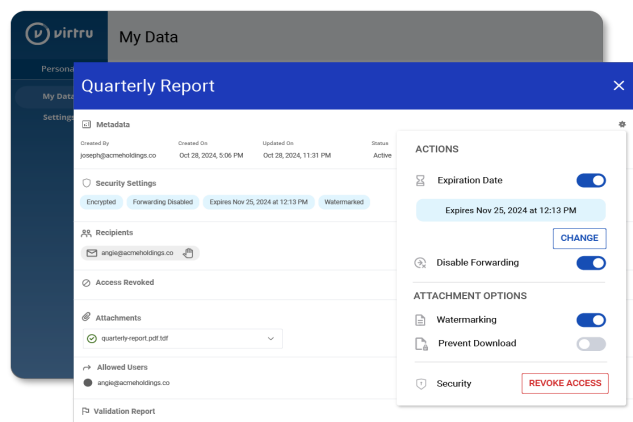 virtru
My Data
Persona
My Data
Settings
Quarterly Report
Metadata
Created By
Created On
Updated On
Status
joseph@acmeholdings.co
Oct 28, 2024, 5:06 PM
Oct 28, 2024, 11:31 PM
Active
Security Settings
Encrypted
Forwarding Disabled
Expires Nov 25, 2024 at 12:13 PM
Watermarked
Recipients
angie@acmeholdings.co
Access Revoked
Attachments
quarterly-report.pdf.tdf
Allowed Users
angie@acmeholdings.co
Validation Report
ACTIONS
Expiration Date
Expires Nov 25, 2024 at 12:13 PM
CHANGE
Disable Forwarding
ATTACHMENT OPTIONS
Watermarking
Prevent Download
Security
REVOKE ACCESS